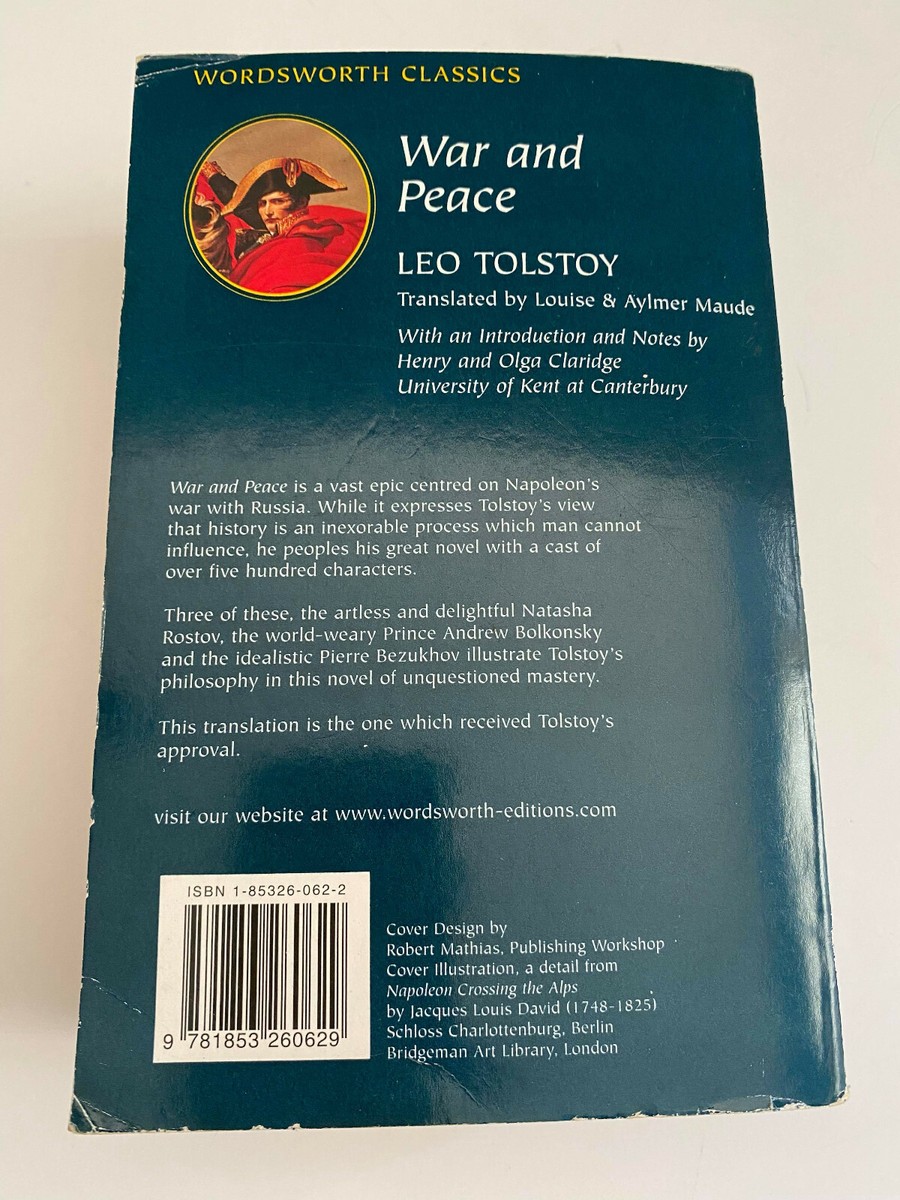 WORDSWORTH CLASSICS
War and
Peace
LEO TOLSTOY
Translated by Louise & Aylmer Maude
With an Introduction and Notes by
Henry and Olga Claridge
University of Kent at Canterbury
War and Peace is a vast epic centred on Napoleon's
war with Russia. While it expresses Tolstoy's view
that history is an inexorable process which man cannot
influence, he peoples his great novel with a cast of
over five hundred characters.
Three of these, the artless and delightful Natasha
Rostov, the world-weary Prince Andrew Bolkonsky
and the idealistic Pierre Bezukhov illustrate Tolstoy's
philosophy in this novel of unquestioned mastery.
This translation is the one which received Tolstoy's
approval.
visit our website at www.wordsworth-editions.com
ISBN 1-85326-062-2
9 781853 260629
Cover Design by
Robert Mathias, Publishing Workshop
Cover Illustration, a detail from
Napoleon Crossing the Alps
by Jacques Louis David (1748-1825)
Schloss Charlottenburg, Berlin
Bridgeman Art Library, London